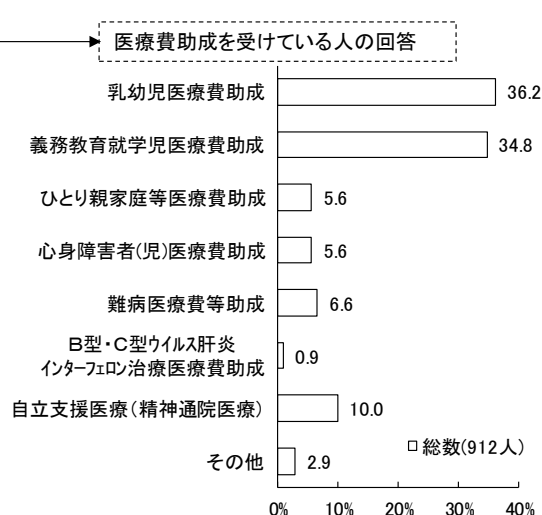 医療費助成を受けている人の回答
乳幼児医療費助成 36.2
義務教育就学児医療費助成 34.8
ひとり親家庭等医療費助成 5.6
心身障害者(児)医療費助成 5.6
難病医療費等助成 6.6
B型・C型ウイルス肝炎
インターフェロン治療医療費助成 0.9
自立支援医療(精神通院医療) 10.0
その他 2.9
総数(912人)
0% 10% 20% 30% 40%